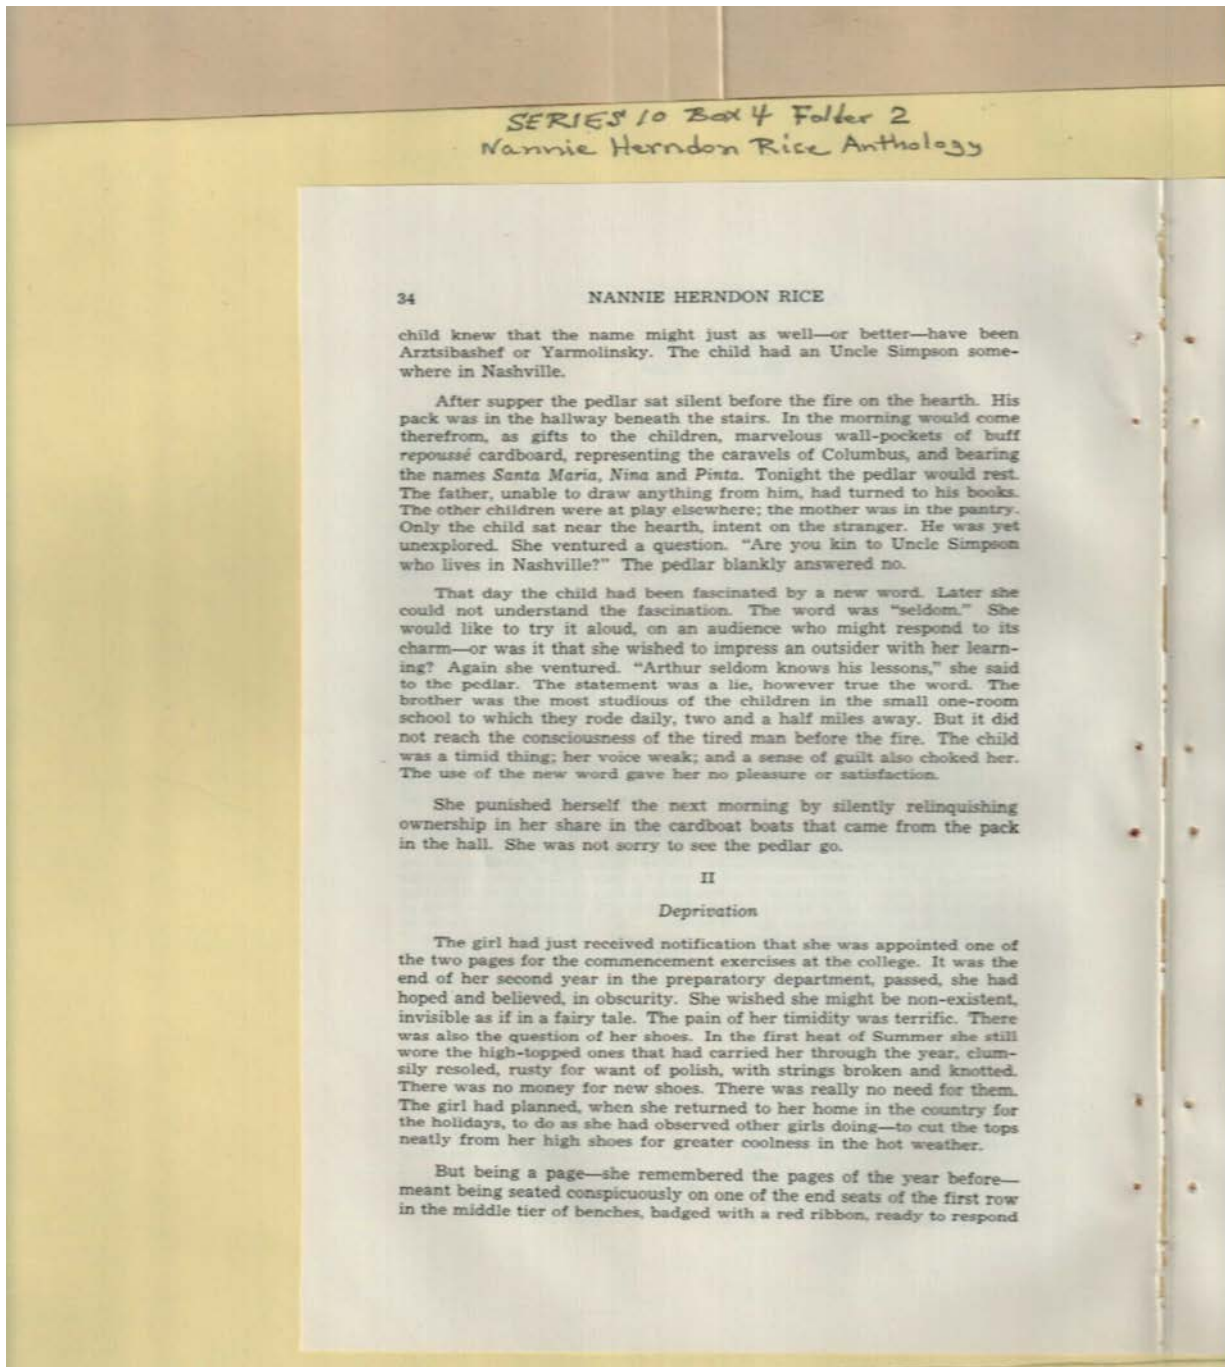 SERIES 10 Box 4 Folder 2
Nannie Herndon Rice Anthology
34 NANNIE HERNDON RICE
child knew that the name might just as well—or better—have been
Arztsibashef or Yarmolinsky. The child had an Uncle Simpson some-
where in Nashville.
After supper the pedlar sat silent before the fire on the hearth. His
pack was in the hallway beneath the stairs. In the morning would come
therefrom, as gifts to the children, marvelous wall-pockets of buff
repoussé cardboard, representing the caravels of Columbus, and bearing
the names Santa Maria, Nina and Pinta. Tonight the pedlar would rest.
The father, unable to draw anything from him, had turned to his books.
The other children were at play elsewhere; the mother was in the pantry.
Only the child sat near the hearth, intent on the stranger. He was yet
unexplored. She ventured a question. "Are you kin to Uncle Simpson
who lives in Nashville?" The pedlar blankly answered no.
That day the child had been fascinated by a new word. Later she
could not understand the fascination. The word was "seldom." She
would like to try it aloud, on an audience who might respond to its
charm—or was it that she wished to impress an outsider with her learn-
ing? Again she ventured. "Arthur seldom knows his lessons," she said
to the pedlar. The statement was a lie, however true the word. The
brother was the most studious of the children in the small one-room
school to which they rode daily, two and a half miles away. But it did
not reach the consciousness of the tired man before the fire. The child
was a timid thing; her voice weak; and a sense of guilt also choked her.
The use of the new word gave her no pleasure or satisfaction.
She punished herself the next morning by silently relinquishing
ownership in her share in the cardboat boats that came from the pack
in the hall. She was not sorry to see the pedlar go.
II
Deprivation
The girl had just received notification that she was appointed one of
the two pages for the commencement exercises at the college. It was the
end of her second year in the preparatory department, passed, she had
hoped and believed, in obscurity. She wished she might be non-existent,
invisible as if in a fairy tale. The pain of her timidity was terrific. There
was also the question of her shoes. In the first heat of Summer she still
wore the high-topped ones that had carried her through the year, clum-
sily resoled, rusty for want of polish, with strings broken and knotted.
There was no money for new shoes. There was really no need for them.
The girl had planned, when she returned to her home in the country for
the holidays, to do as she had observed other girls doing—to cut the tops
neatly from her high shoes for greater coolness in the hot weather.
But being a page—she remembered the pages of the year before—
meant being seated conspicuously on one of the end seats of the first row
in the middle tier of benches, badged with a red ribbon, ready to respond